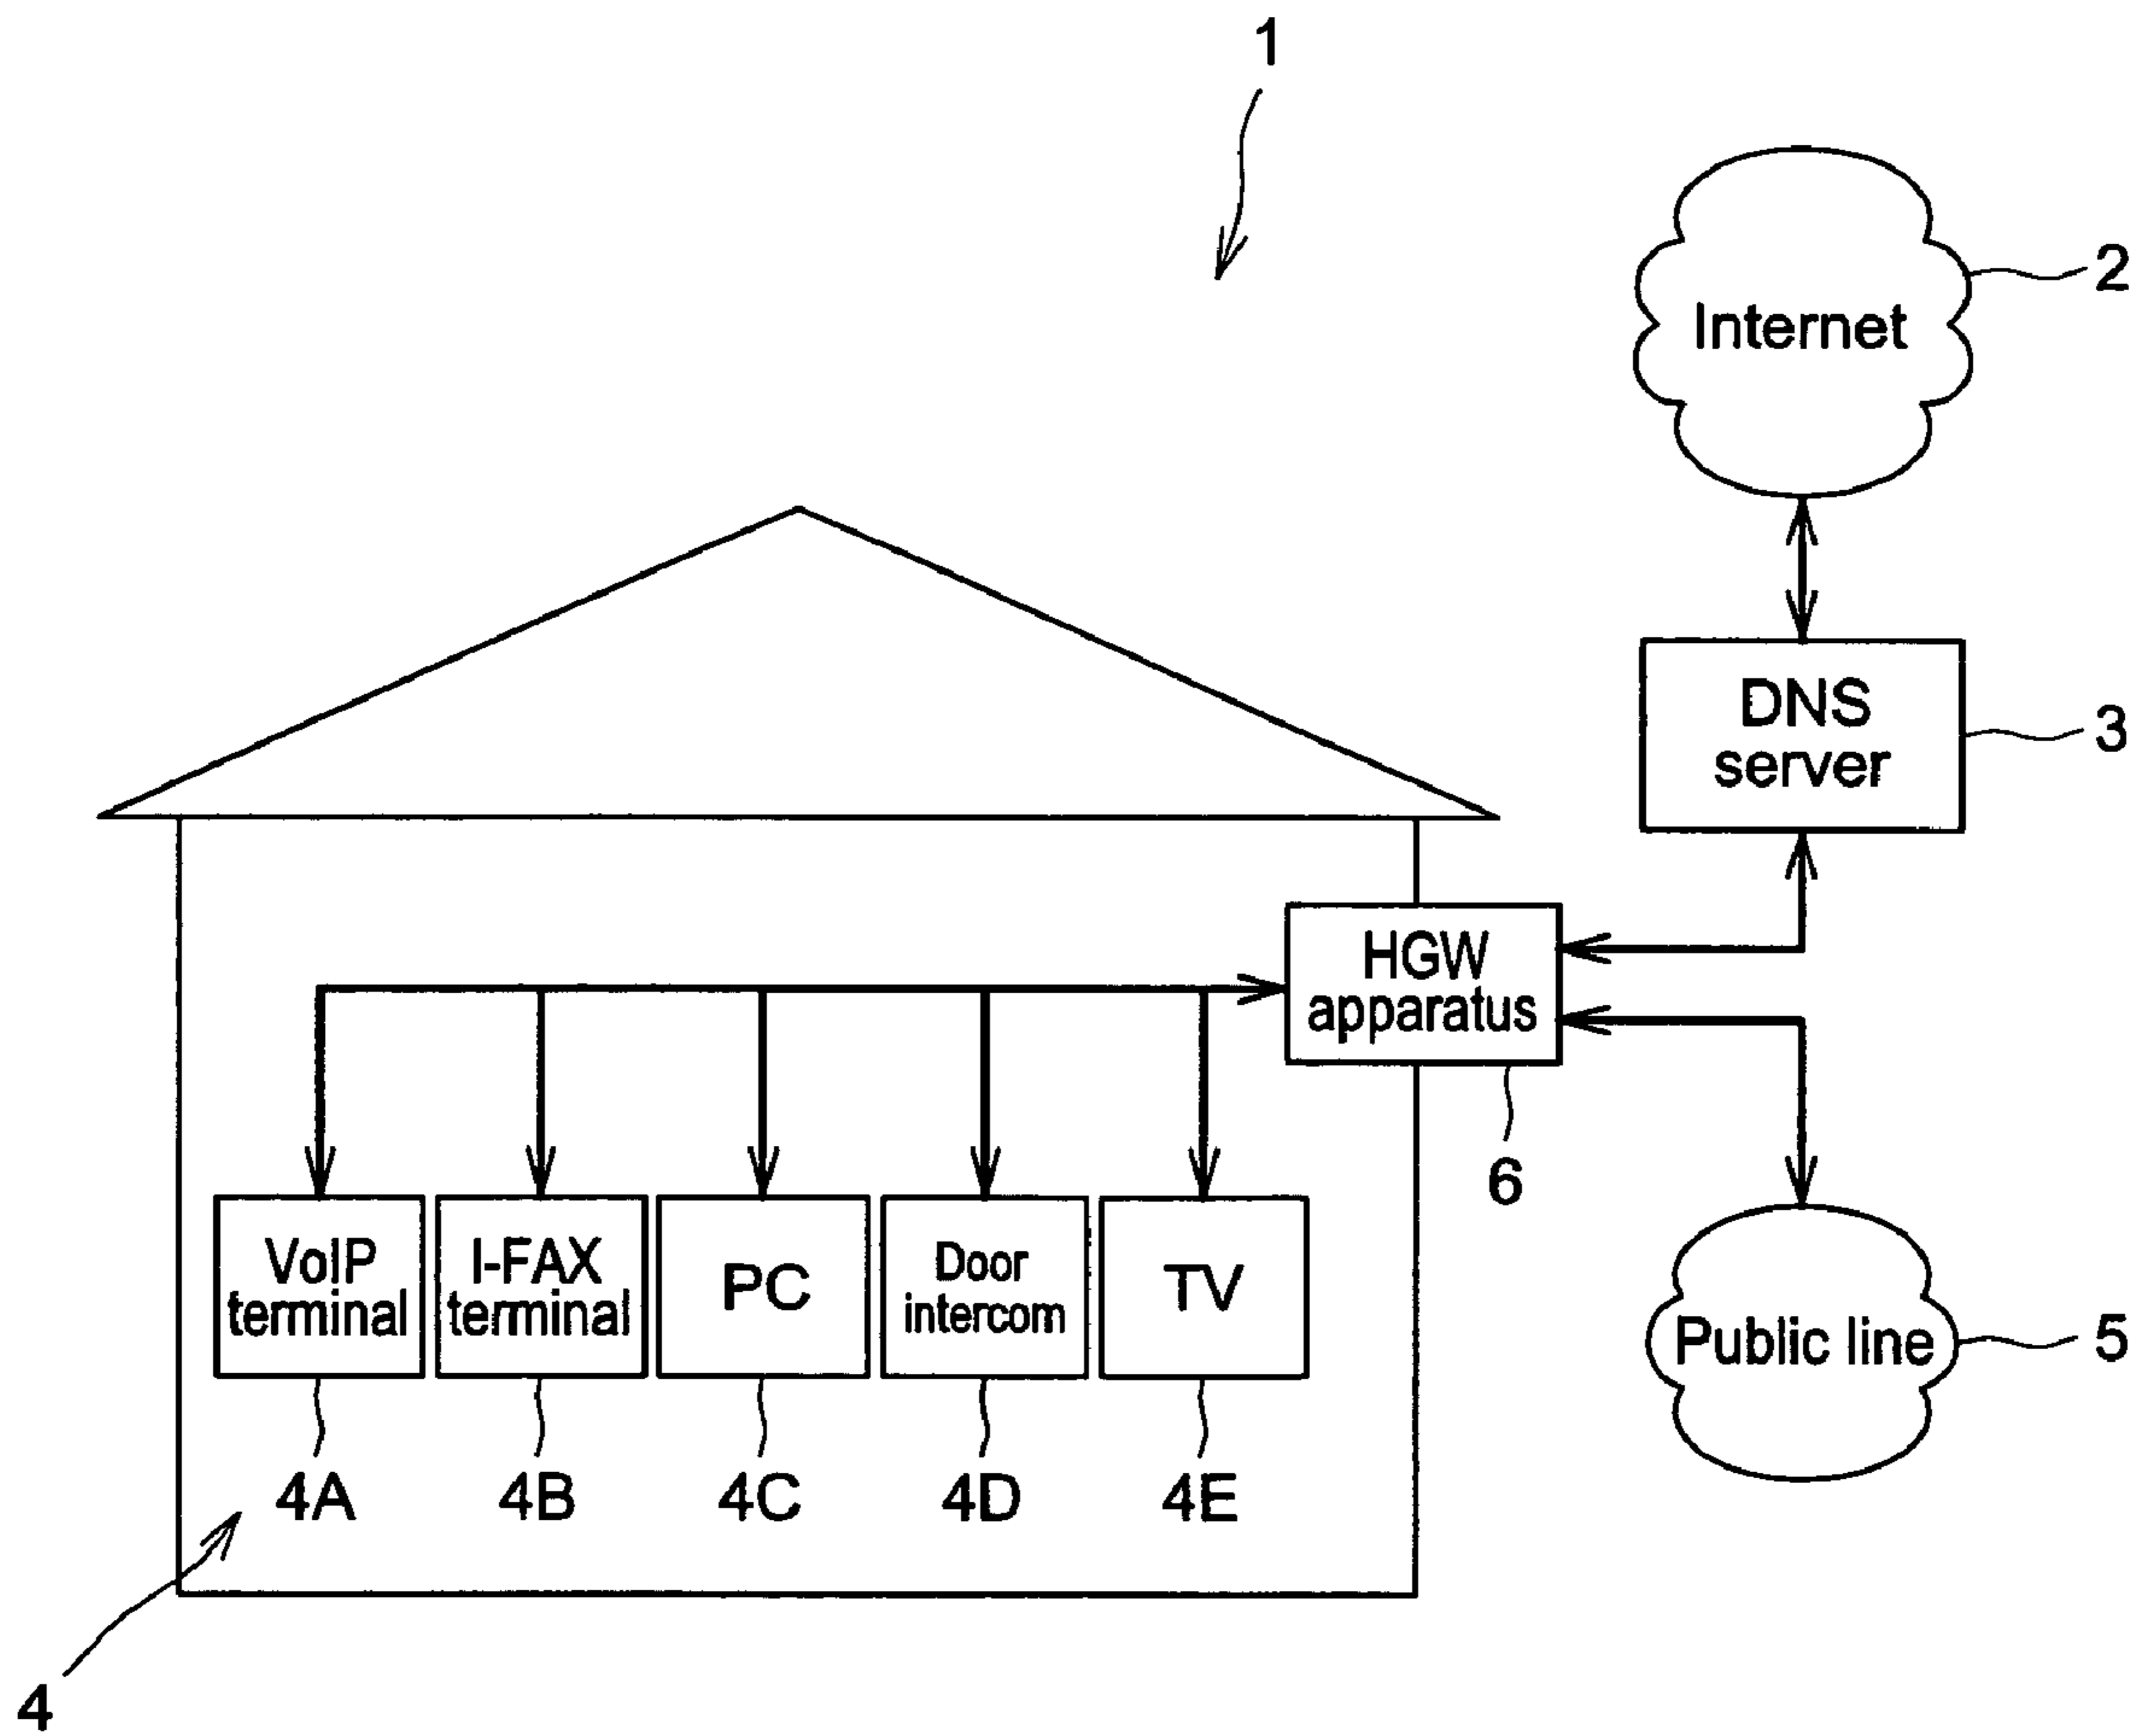 1
2
Internet
DNS
server
3
HGW
apparatus
6
VoIP
terminal
I-FAX
terminal
PC
Door
intercom
TV
Public line
5
4A
4B
4C
4D
4E
4